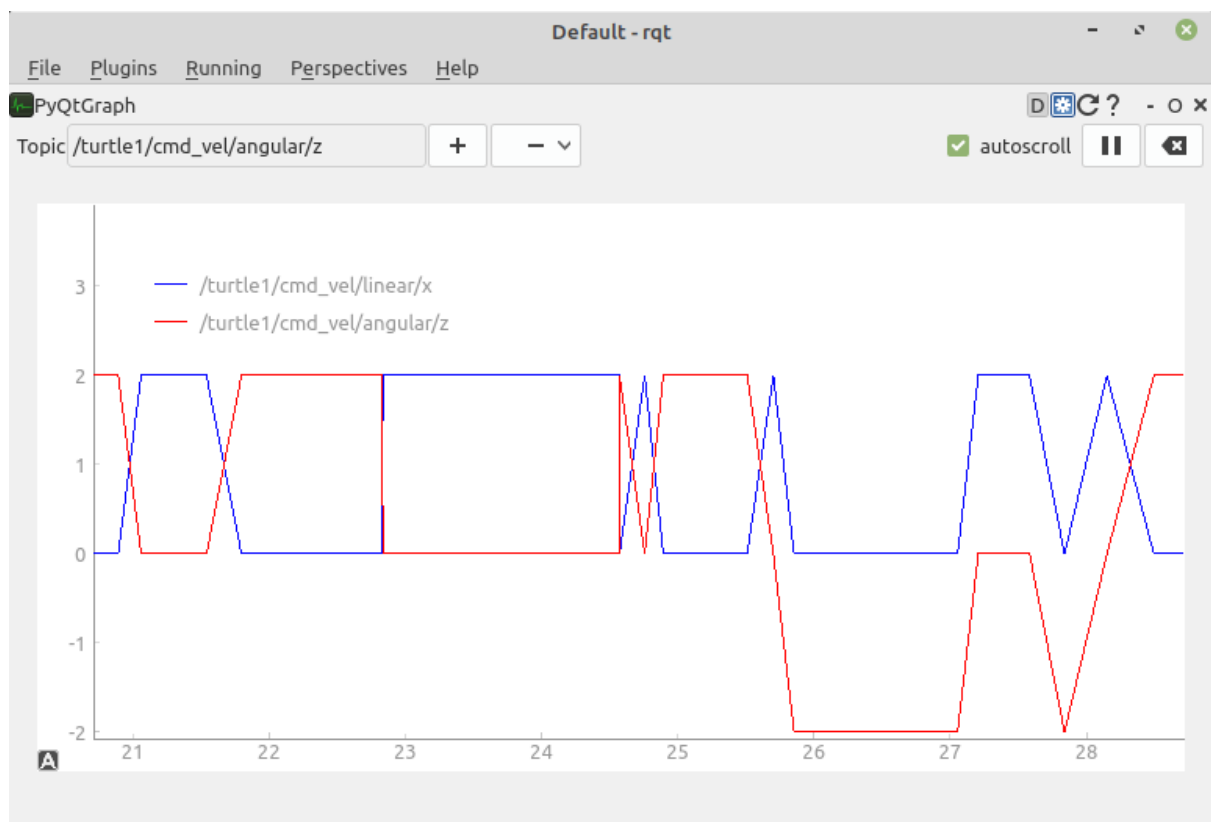 Default - rqt
File Plugins Running Perspectives Help
PyQtGraph D ?
Topic /turtle1/cmd_vel/angular/z + − autoscroll
/turtle1/cmd_vel/linear/x
/turtle1/cmd_vel/angular/z
3
2
1
0
-1
-2
21 22 23 24 25 26 27 28
A